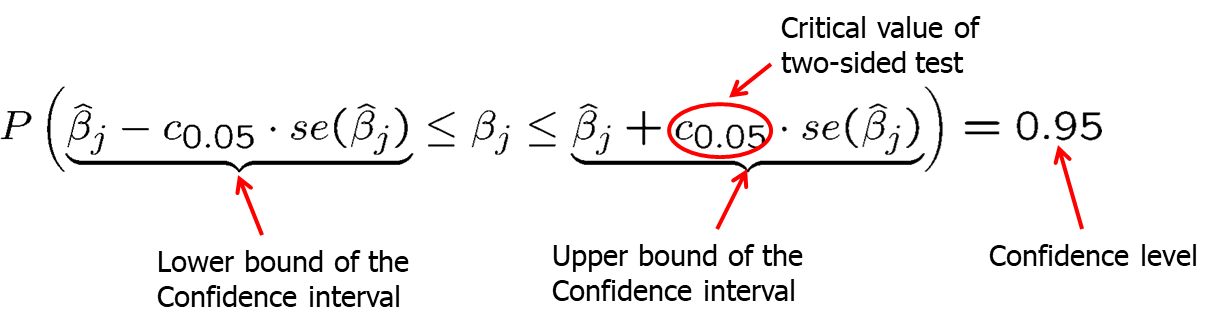 Critical value of
two-sided test
P(β̂ⱼ − c₀.₀₅ · se(β̂ⱼ) ≤ βⱼ ≤ β̂ⱼ + c₀.₀₅ · se(β̂ⱼ)) = 0.95
Lower bound of the
Confidence interval
Upper bound of the
Confidence interval
Confidence level